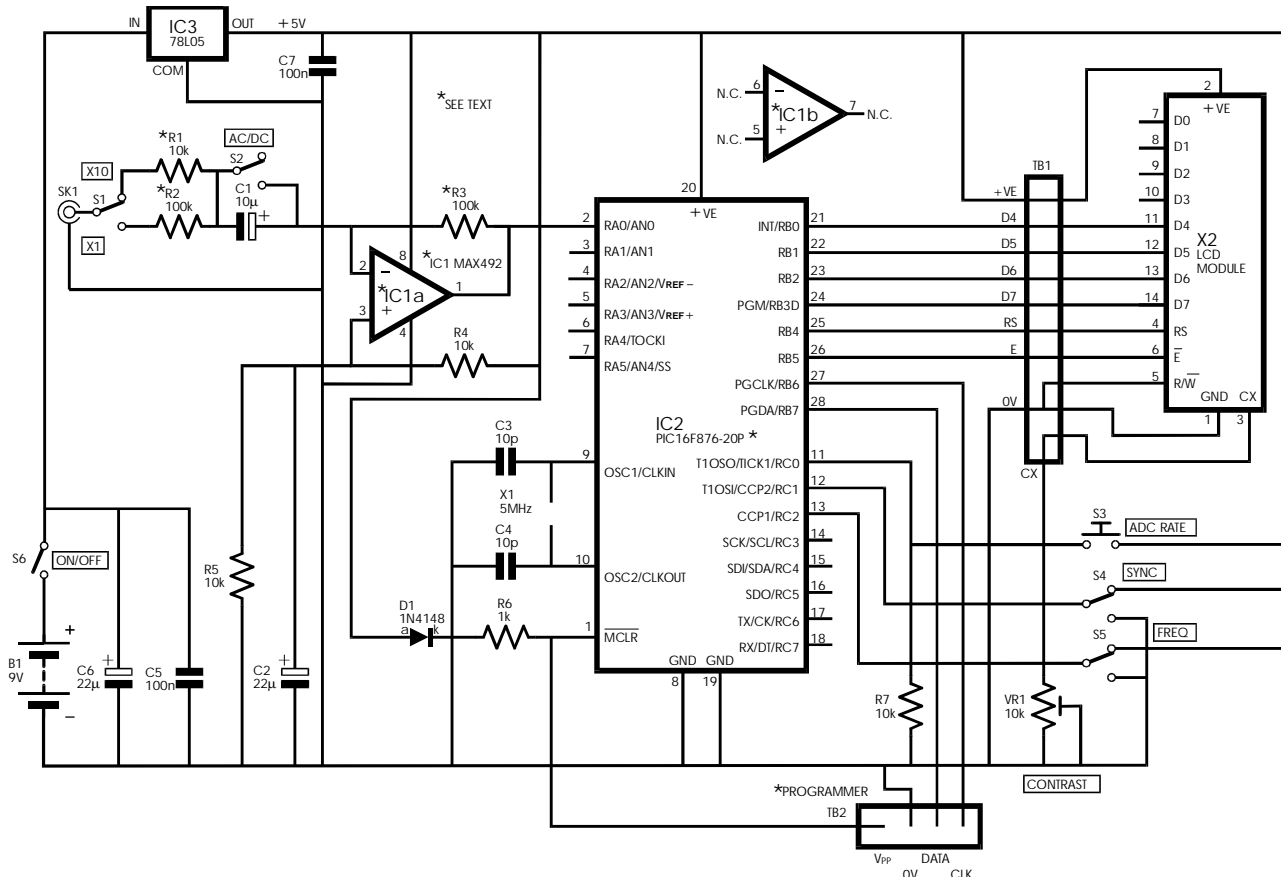 IN
IC3
78L05
OUT
+5V
COM
C7
100n
*SEE TEXT
N.C.
6
−
*IC1b
7
N.C.
N.C.
5
+
2
+VE
7
D0
8
D1
9
D2
10
D3
11
D4
12
D5
13
D6
14
D7
4
RS
6
E
5
R/W
GND
CX
1
3
X2
LCD
MODULE
TB1
+VE
D4
D5
D6
D7
RS
E
0V
CX
*R1
10k
AC/DC
S2
X10
SK1
S1
*R2
100k
C1
10µ
+
X1
*R3
100k
*IC1 MAX492
2
−
8
*IC1a
1
3
+
4
R4
10k
20
+VE
2
RA0/AN0
3
RA1/AN1
4
RA2/AN2/VREF−
5
RA3/AN3/VREF+
6
RA4/TOCKI
7
RA5/AN4/SS
INT/RB0
21
RB1
22
RB2
23
PGM/RB3D
24
RB4
25
RB5
26
PGCLK/RB6
27
PGDA/RB7
28
IC2
PIC16F876-20P *
C3
10p
9
OSC1/CLKIN
X1
5MHz
C4
10p
10
OSC2/CLKOUT
T1OSO/TICK1/RC0
11
T1OSI/CCP2/RC1
12
CCP1/RC2
13
SCK/SCL/RC3
14
SDI/SDA/RC4
15
SDO/RC5
16
TX/CK/RC6
17
RX/DT/RC7
18
S3
ADC RATE
S4
SYNC
S5
FREQ
S6
ON/OFF
R5
10k
D1
1N4148
a
k
R6
1k
1
MCLR
GND
GND
8
19
+
B1
9V
−
+
C6
22µ
C5
100n
C2
22µ
+
R7
10k
VR1
10k
CONTRAST
*PROGRAMMER
TB2
VPP
DATA
0V
CLK